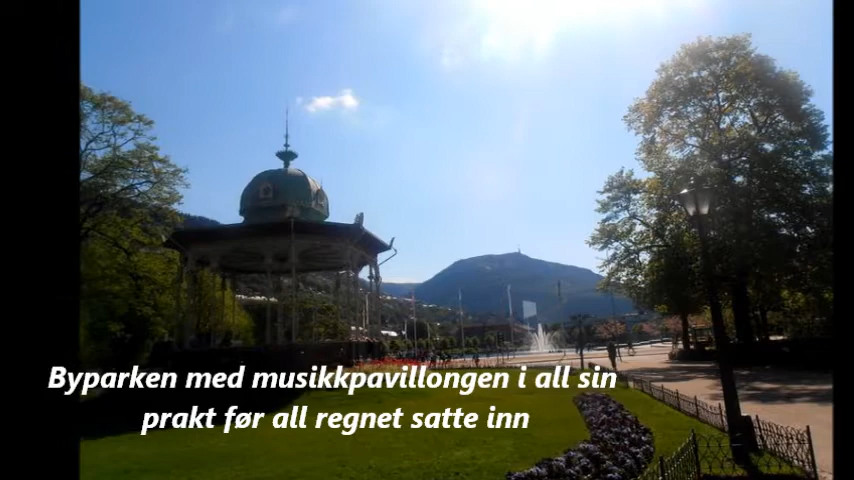 Byparken med musikkpavillongen i all sin
prakt før all regnet satte inn